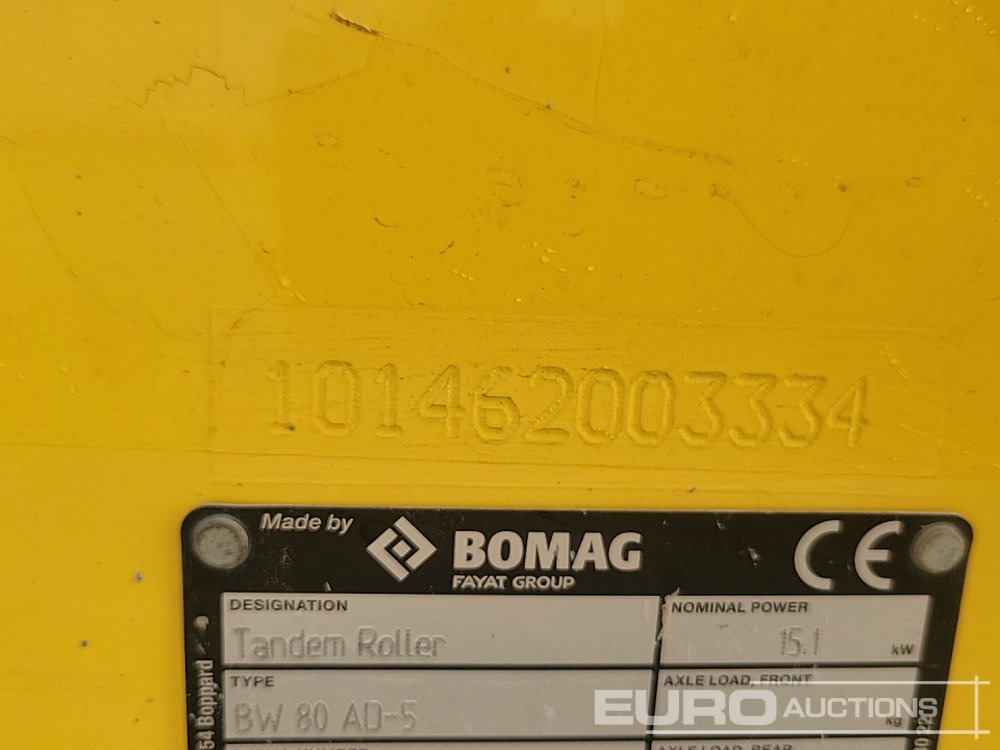 101462003334
Made by
BOMAG
FAYAT GROUP
CE
DESIGNATION
Tandem Roller
NOMINAL POWER
15.1 kW
TYPE
BW 80 AD-5
AXLE LOAD, FRONT
kg
54 Boppard
EURO AUCTIONS